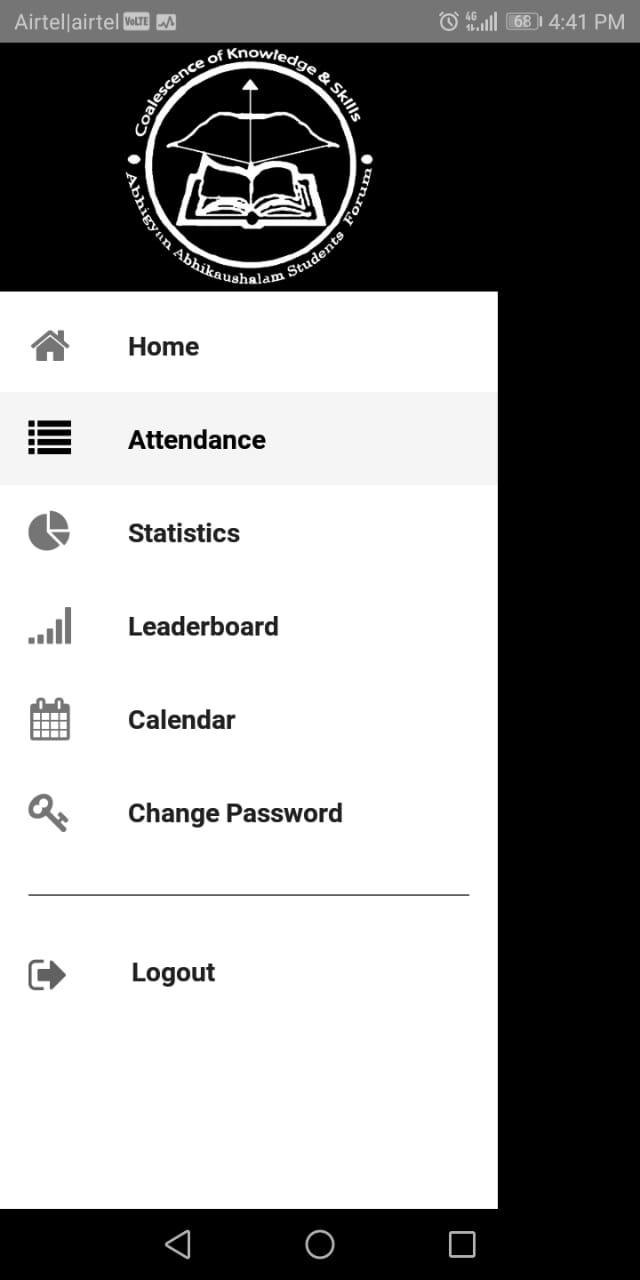 Airtel|airtel VoLTE 4G 68 4:41 PM
Coalescence of Knowledge & Skills
Abhigyan Abhikaushalam Students Forum
Home
Attendance
Statistics
Leaderboard
Calendar
Change Password
Logout